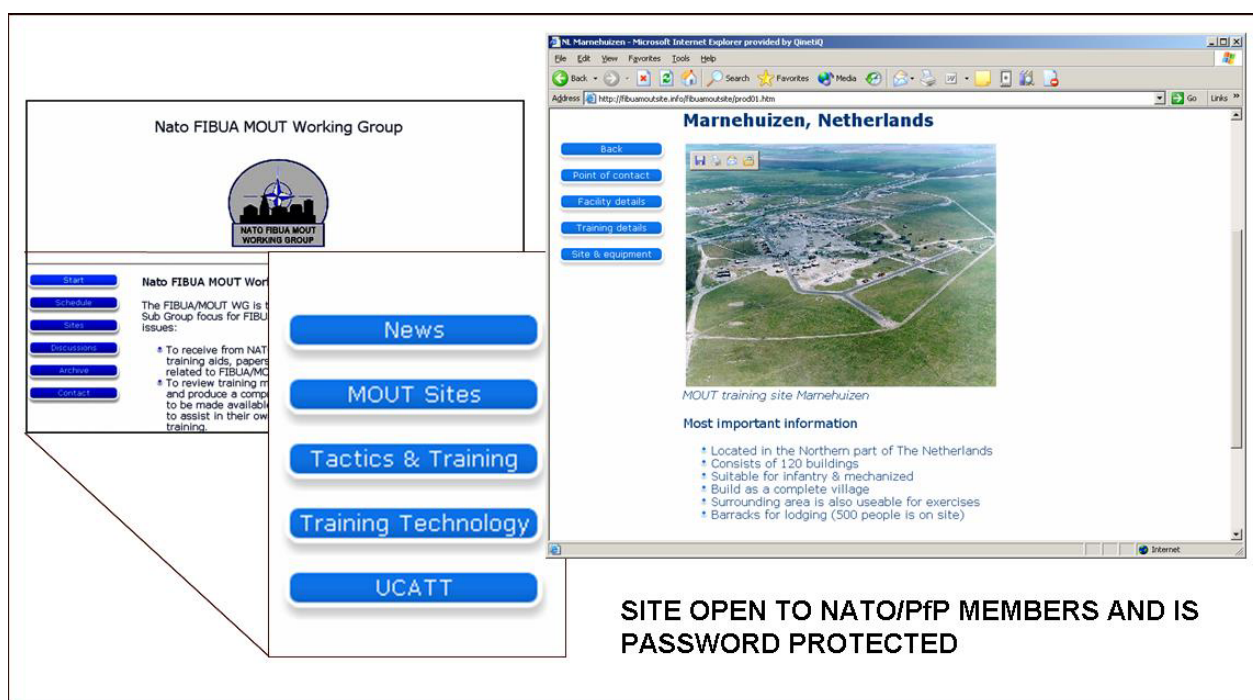 Nato FIBUA MOUT Working Group
NATO FIBUA MOUT
WORKING GROUP
Start
Schedule
Sites
Discussions
Archive
Contact
Nato FIBUA MOUT Wor
The FIBUA/MOUT WG is t
Sub Group focus for FIBU
issues:
To receive from NAT
training aids, papers
related to FIBUA/MO
To review training m
and produce a comp
to be made available
to assist in their ow
training.
News
MOUT Sites
Tactics & Training
Training Technology
UCATT
NL Marnehuizen - Microsoft Internet Explorer provided by QinetiQ
File Edit View Favorites Tools Help
Back Search Favorites Media
Address http://fibuamoutsite.info/fibuamoutsite/prod01.htm Go Links »
Back
Point of contact
Facility details
Training details
Site & equipment
Marnehuizen, Netherlands
MOUT training site Marnehuizen
Most important information
Located in the Northern part of The Netherlands
Consists of 120 buildings
Suitable for infantry & mechanized
Build as a complete village
Surrounding area is also useable for exercises
Barracks for lodging (500 people is on site)
Internet
SITE OPEN TO NATO/PfP MEMBERS AND IS
PASSWORD PROTECTED